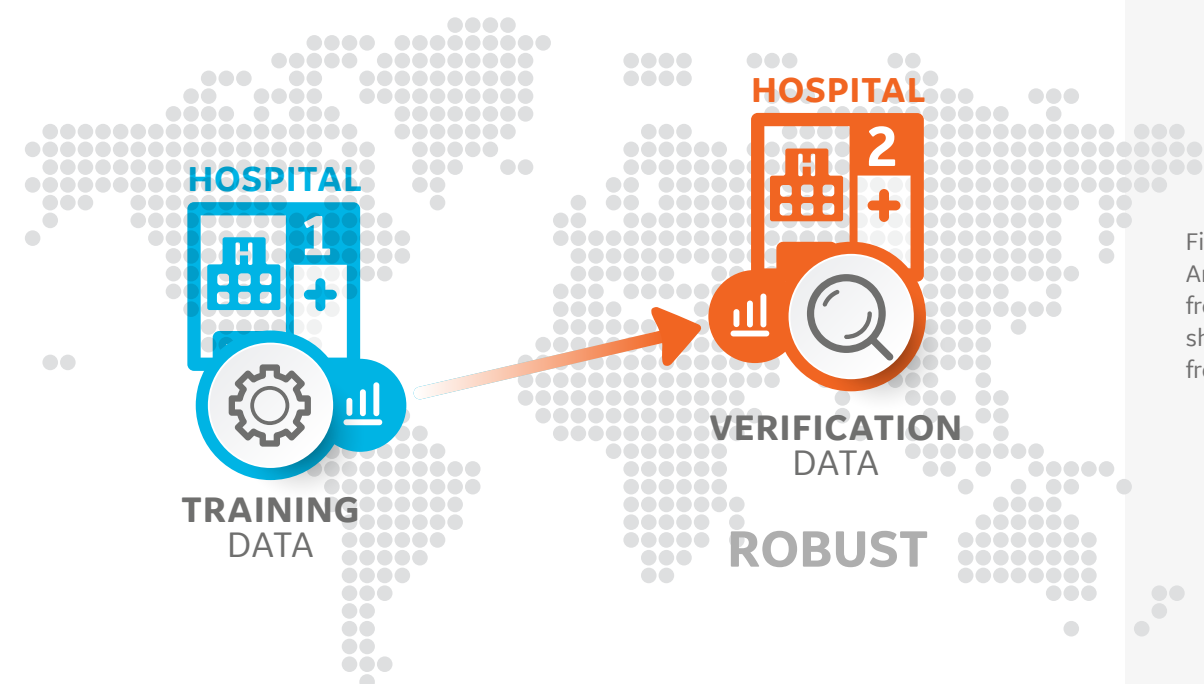 HOSPITAL
1
H
TRAINING
DATA
HOSPITAL
2
H
VERIFICATION
DATA
ROBUST